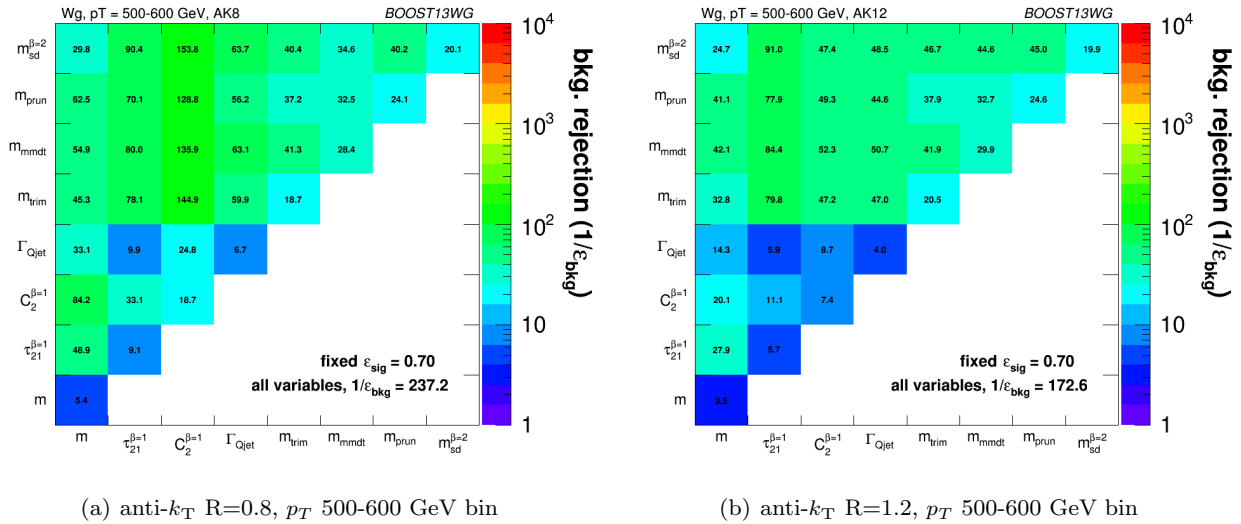 Wg, pT = 500-600 GeV, AK8 BOOST13WG
m_sd^β=2 29.8 90.4 153.8 63.7 40.4 34.6 40.2 20.1
m_prun 62.5 70.1 128.8 56.2 37.2 32.5 24.1
m_mmdt 54.9 80.0 135.9 63.1 41.3 28.4
m_trim 45.3 78.1 144.9 59.9 18.7
Γ_Qjet 33.1 9.9 24.8 6.7
C_2^β=1 84.2 33.1 18.7
τ_21^β=1 48.9 9.1
m 5.4
fixed ε_sig = 0.70
all variables, 1/ε_bkg = 237.2
m τ_21^β=1 C_2^β=1 Γ_Qjet m_trim m_mmdt m_prun m_sd^β=2
10^4
10^3
10^2
10
1
bkg. rejection (1/ε_bkg)
(a) anti-k_T R=0.8, p_T 500-600 GeV bin
Wg, pT = 500-600 GeV, AK12 BOOST13WG
m_sd^β=2 24.7 91.0 47.4 48.5 46.7 44.6 45.0 19.9
m_prun 41.1 77.9 49.3 44.6 37.9 32.7 24.6
m_mmdt 42.1 84.4 52.3 50.7 41.9 29.9
m_trim 32.8 79.8 47.2 47.0 20.5
Γ_Qjet 14.3 5.9 8.7 4.0
C_2^β=1 20.1 11.1 7.4
τ_21^β=1 27.9 5.7
m 3.5
fixed ε_sig = 0.70
all variables, 1/ε_bkg = 172.6
m τ_21^β=1 C_2^β=1 Γ_Qjet m_trim m_mmdt m_prun m_sd^β=2
10^4
10^3
10^2
10
1
bkg. rejection (1/ε_bkg)
(b) anti-k_T R=1.2, p_T 500-600 GeV bin